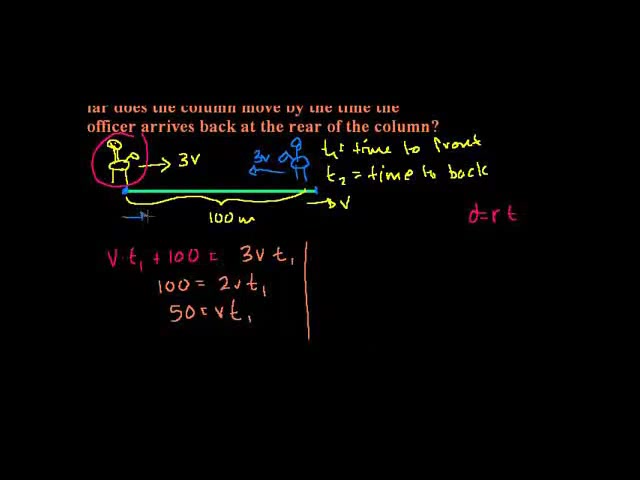 far does the column move by the time the
officer arrives back at the rear of the column?
3v
3v
t₁ = time to front
t₂ = time to back
v
100 m
d=rt
v·t₁ + 100 = 3v t₁
100 = 2v t₁
50 = v t₁